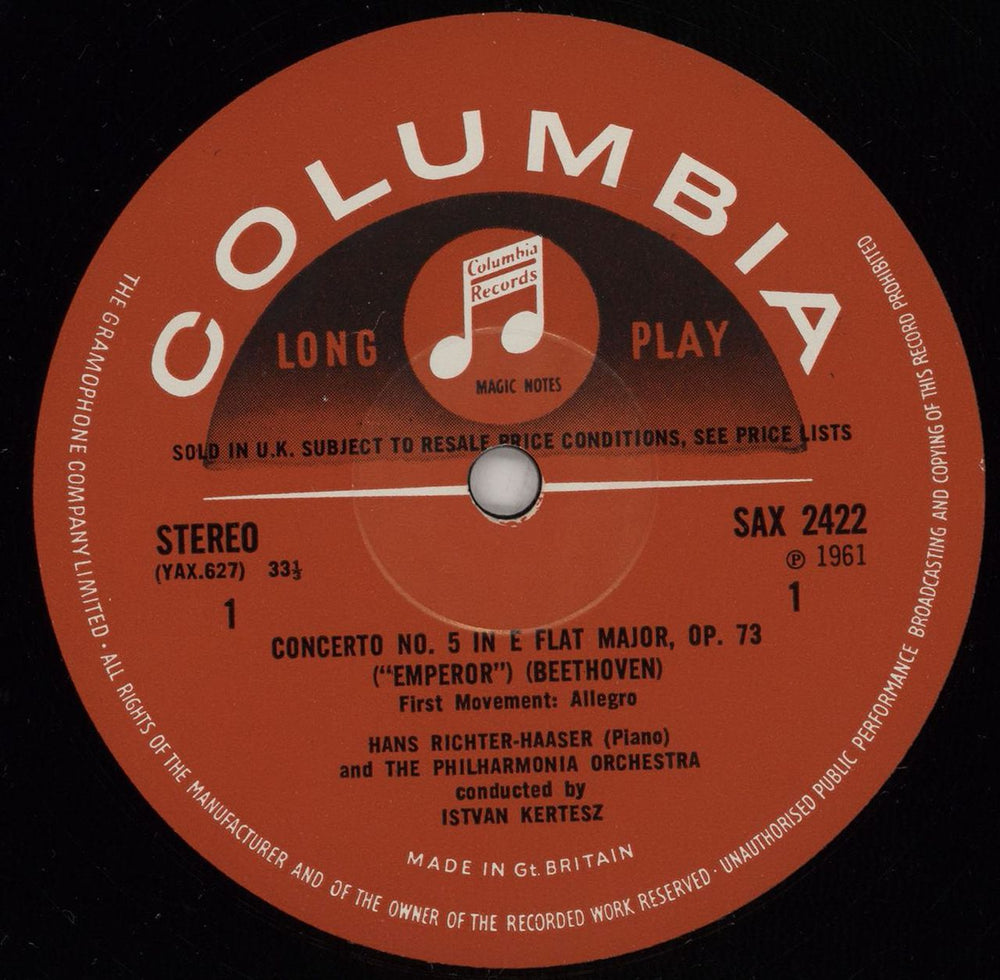 COLUMBIA
Columbia
Records
LONG PLAY
MAGIC NOTES
SOLD IN U.K. SUBJECT TO RESALE PRICE CONDITIONS, SEE PRICE LISTS
STEREO SAX 2422
(YAX.627) 33⅓ ℗ 1961
1 1
CONCERTO NO. 5 IN E FLAT MAJOR, OP. 73
("EMPEROR") (BEETHOVEN)
First Movement: Allegro
HANS RICHTER-HAASER (Piano)
and THE PHILHARMONIA ORCHESTRA
conducted by
ISTVAN KERTESZ
MADE IN Gt. BRITAIN
THE GRAMOPHONE COMPANY LIMITED · ALL RIGHTS OF THE MANUFACTURER AND OF THE OWNER OF THE RECORDED WORK RESERVED · UNAUTHORISED PUBLIC PERFORMANCE BROADCASTING AND COPYING OF THIS RECORD PROHIBITED